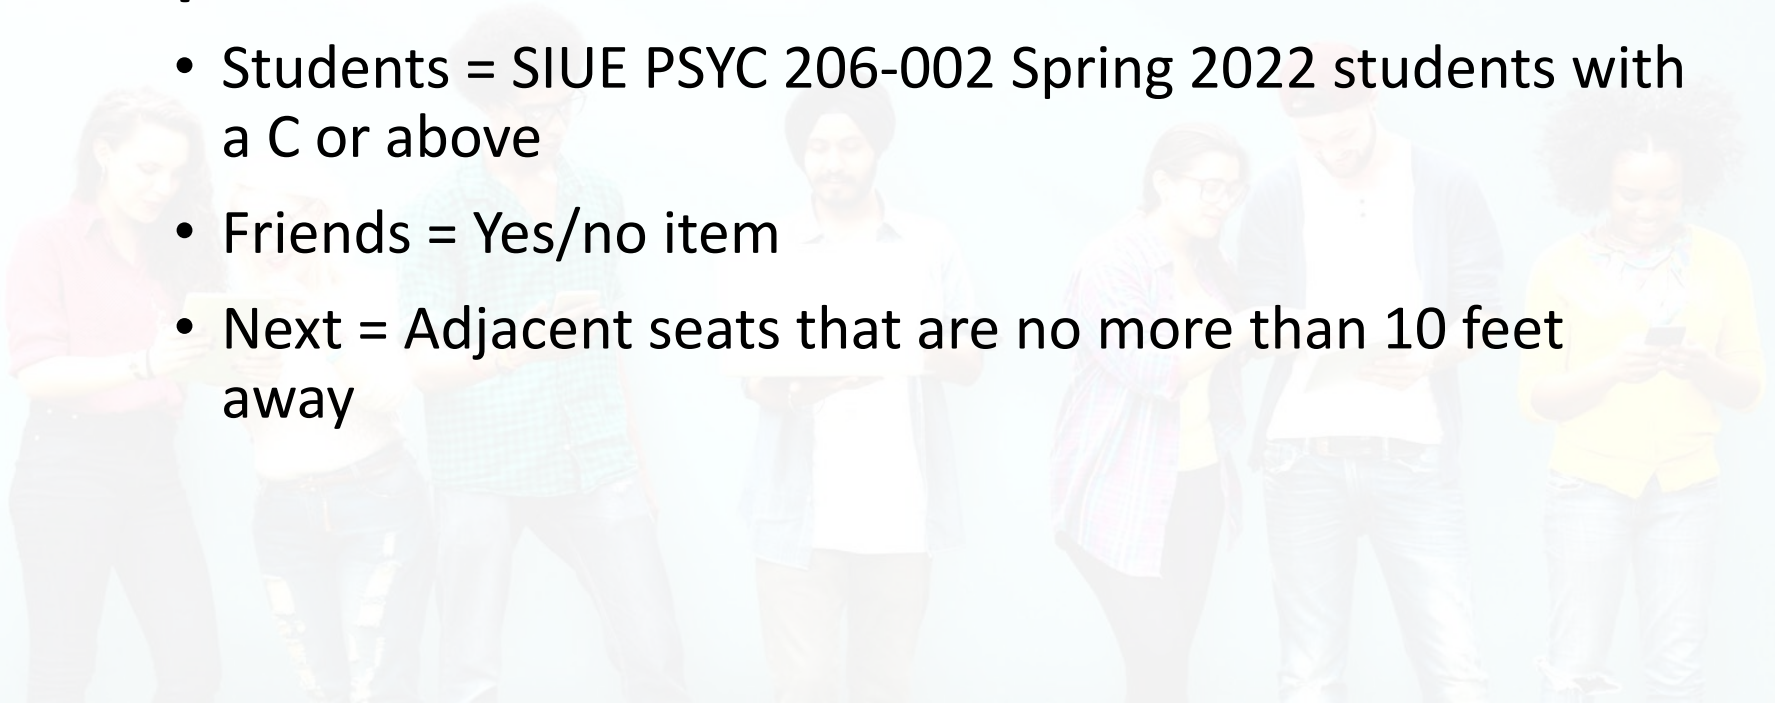 • Students = SIUE PSYC 206-002 Spring 2022 students with
a C or above
• Friends = Yes/no item
• Next = Adjacent seats that are no more than 10 feet
away